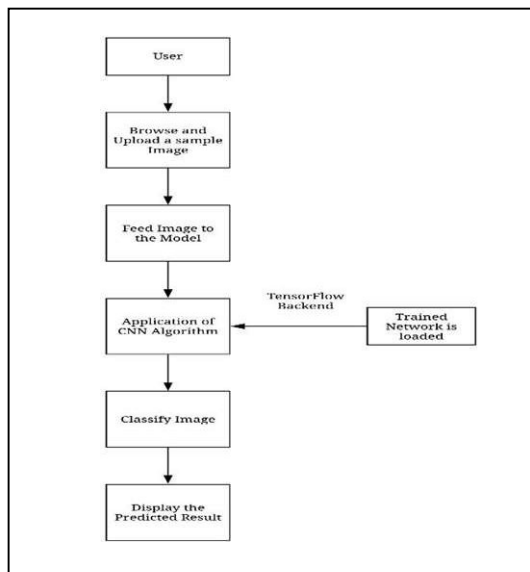 User
Browse and
Upload a sample
Image
Feed Image to
the Model
TensorFlow
Backend
Application of
CNN Algorithm
Trained
Network is
loaded
Classify Image
Display the
Predicted Result